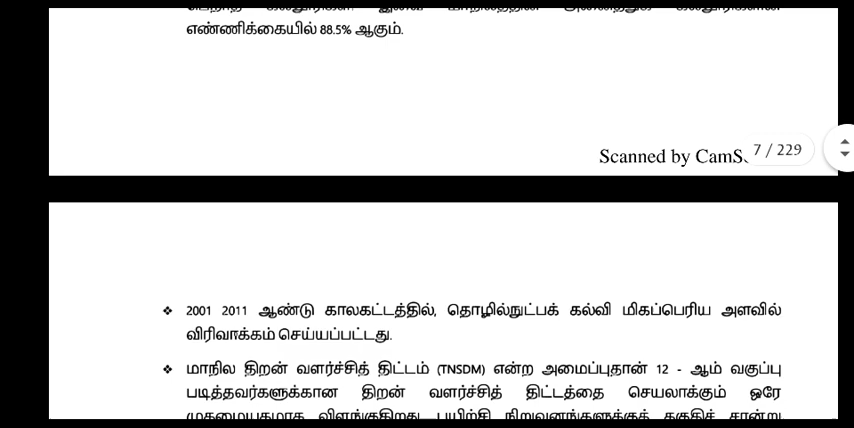 எண்ணிக்கையில் 88.5% ஆகும்.
Scanned by CamS
7 / 229
❖ 2001 2011 ஆண்டு காலகட்டத்தில், தொழில்நுட்பக் கல்வி மிகப்பெரிய அளவில்
விரிவாக்கம் செய்யப்பட்டது.
❖ மாநில திறன் வளர்ச்சித் திட்டம் (TNSDM) என்ற அமைப்புதான் 12 - ஆம் வகுப்பு
படித்தவர்களுக்கான திறன் வளர்ச்சித் திட்டத்தை செயலாக்கும் ஒரே